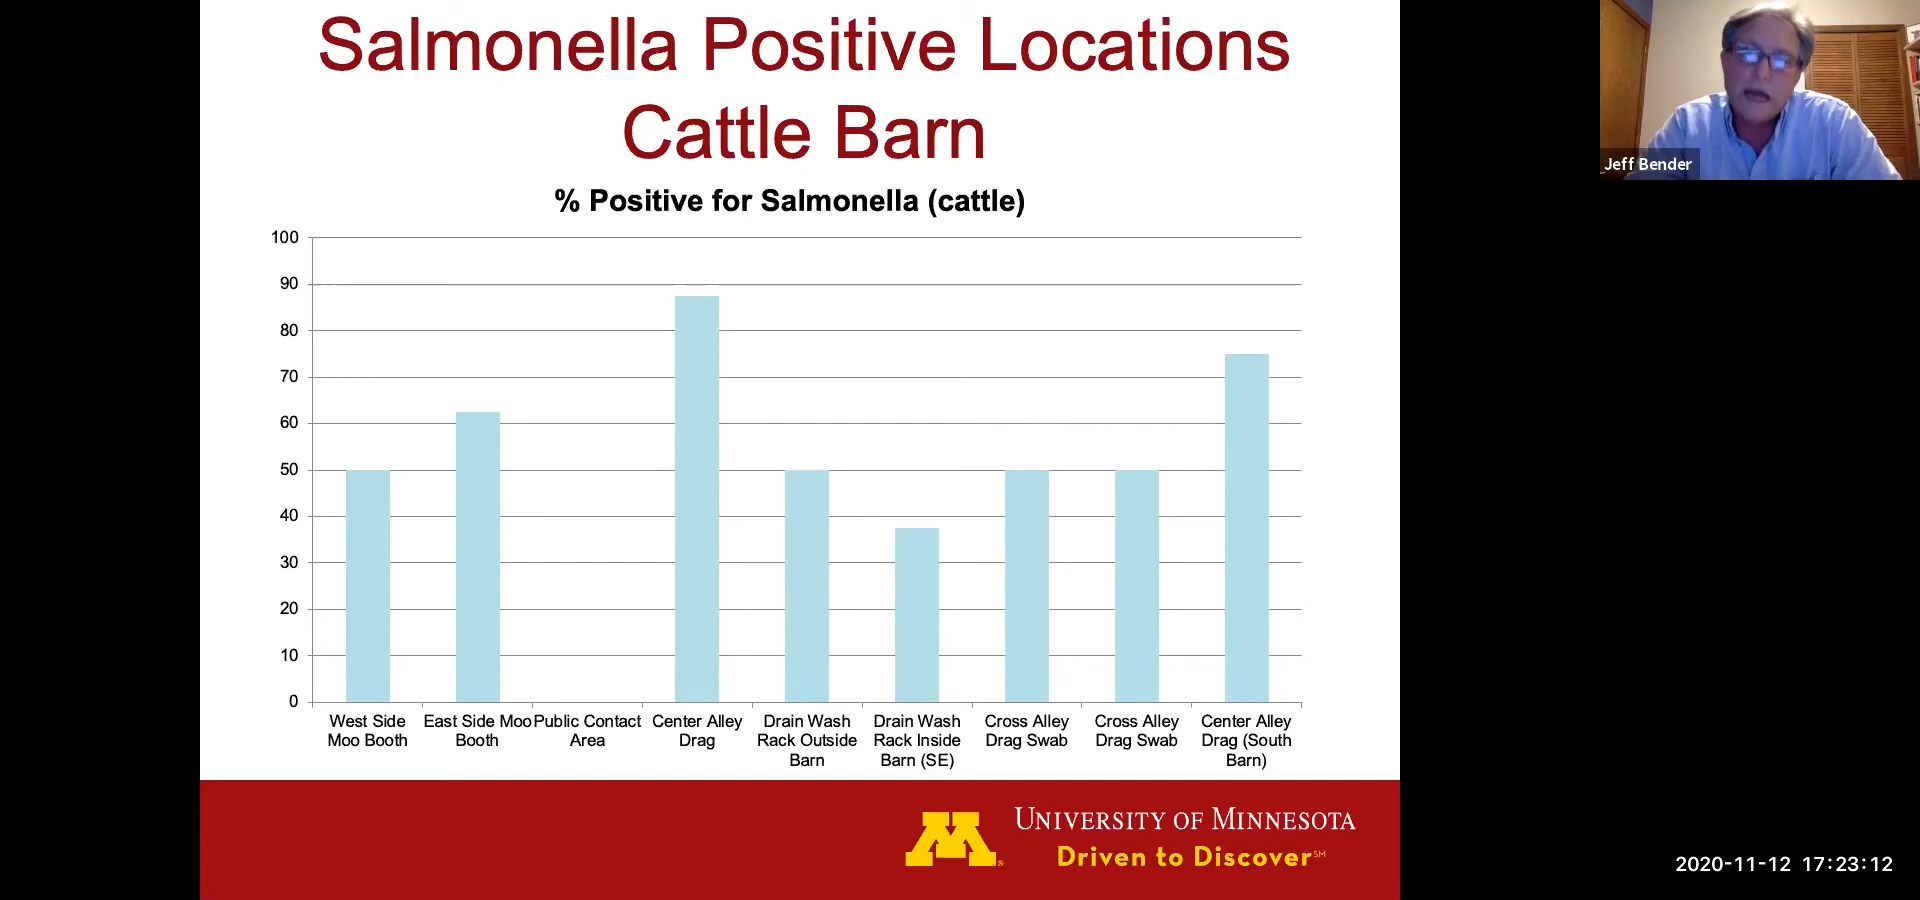 Salmonella Positive Locations
Cattle Barn
% Positive for Salmonella (cattle)
100
90
80
70
60
50
40
30
20
10
0
West Side
Moo Booth
East Side Moo
Booth
Public Contact
Area
Center Alley
Drag
Drain Wash
Rack Outside
Barn
Drain Wash
Rack Inside
Barn (SE)
Cross Alley
Drag Swab
Cross Alley
Drag Swab
Center Alley
Drag (South
Barn)
M®
University of Minnesota
Driven to Discover℠
Jeff Bender
2020-11-12 17:23:12